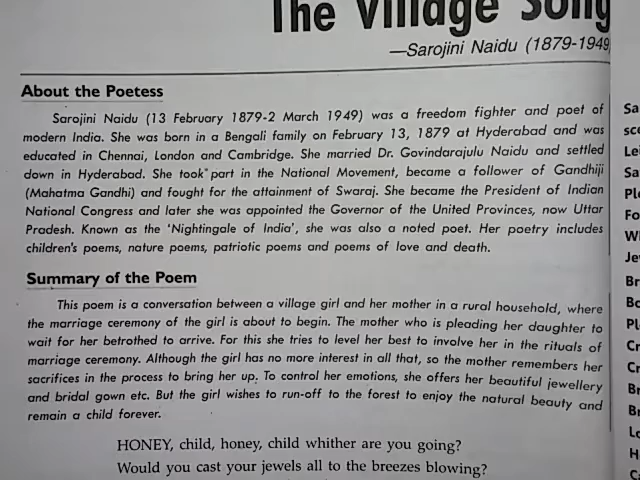 The Village Song
—Sarojini Naidu (1879-1949
About the Poetess
Sarojini Naidu (13 February 1879-2 March 1949) was a freedom fighter and poet of
modern India. She was born in a Bengali family on February 13, 1879 at Hyderabad and was
educated in Chennai, London and Cambridge. She married Dr. Govindarajulu Naidu and settled
down in Hyderabad. She took part in the National Movement, became a follower of Gandhiji
(Mahatma Gandhi) and fought for the attainment of Swaraj. She became the President of Indian
National Congress and later she was appointed the Governor of the United Provinces, now Uttar
Pradesh. Known as the 'Nightingale of India', she was also a noted poet. Her poetry includes
children's poems, nature poems, patriotic poems and poems of love and death.
Summary of the Poem
This poem is a conversation between a village girl and her mother in a rural household, where
the marriage ceremony of the girl is about to begin. The mother who is pleading her daughter to
wait for her betrothed to arrive. For this she tries to level her best to involve her in the rituals of
marriage ceremony. Although the girl has no more interest in all that, so the mother remembers her
sacrifices in the process to bring her up. To control her emotions, she offers her beautiful jewellery
and bridal gown etc. But the girl wishes to run-off to the forest to enjoy the natural beauty and
remain a child forever.
HONEY, child, honey, child whither are you going?
Would you cast your jewels all to the breezes blowing?